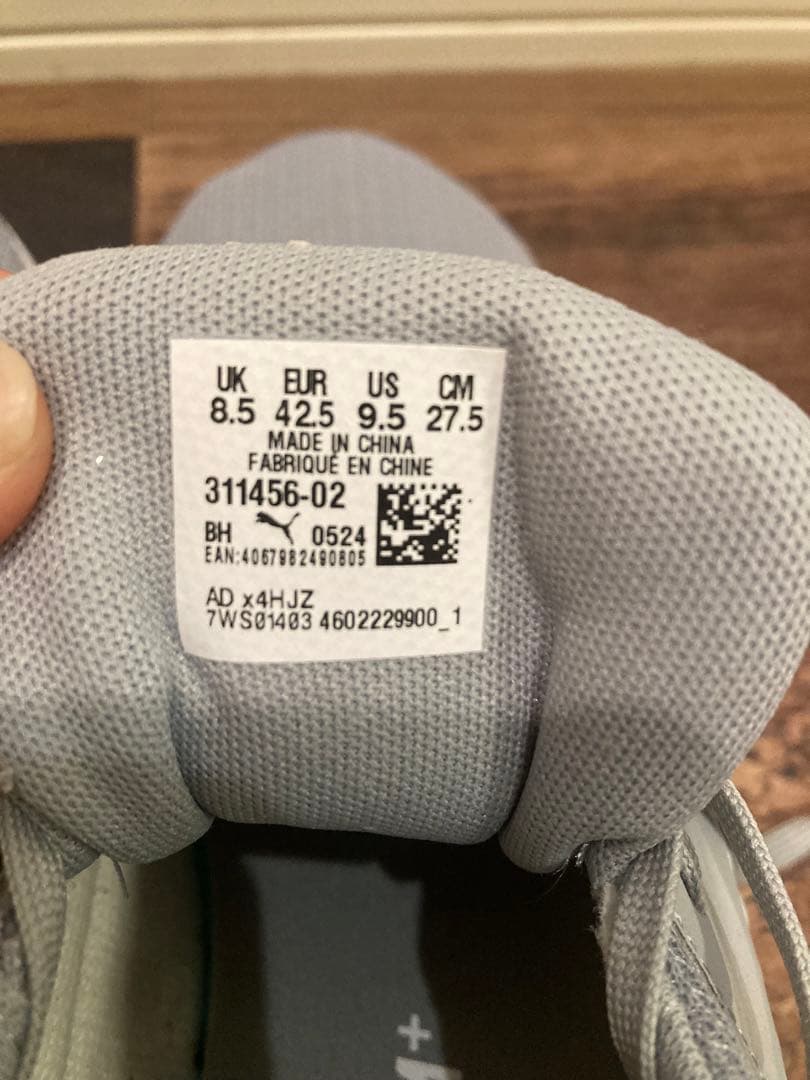 UK EUR US CM
8.5 42.5 9.5 27.5
MADE IN CHINA
FABRIQUÉ EN CHINE
311456-02
BH 0524
EAN:4067982490805
AD x4HJZ
7WS01403 4602229900_1